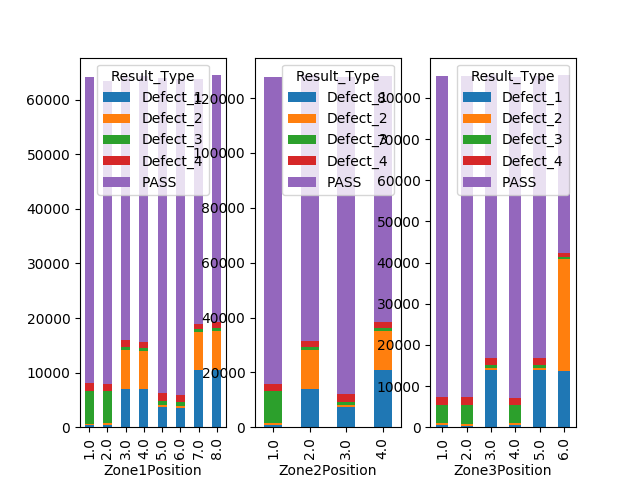 Result_Type
Defect_1
Defect_2
Defect_3
Defect_4
PASS
60000
50000
40000
30000
20000
10000
0
1.0
2.0
3.0
4.0
5.0
6.0
7.0
8.0
Zone1Position
Result_Type
Defect_1
Defect_2
Defect_3
Defect_4
PASS
120000
100000
80000
60000
40000
20000
0
1.0
2.0
3.0
4.0
Zone2Position
Result_Type
Defect_1
Defect_2
Defect_3
Defect_4
PASS
80000
70000
60000
50000
40000
30000
20000
10000
0
1.0
2.0
3.0
4.0
5.0
6.0
Zone3Position